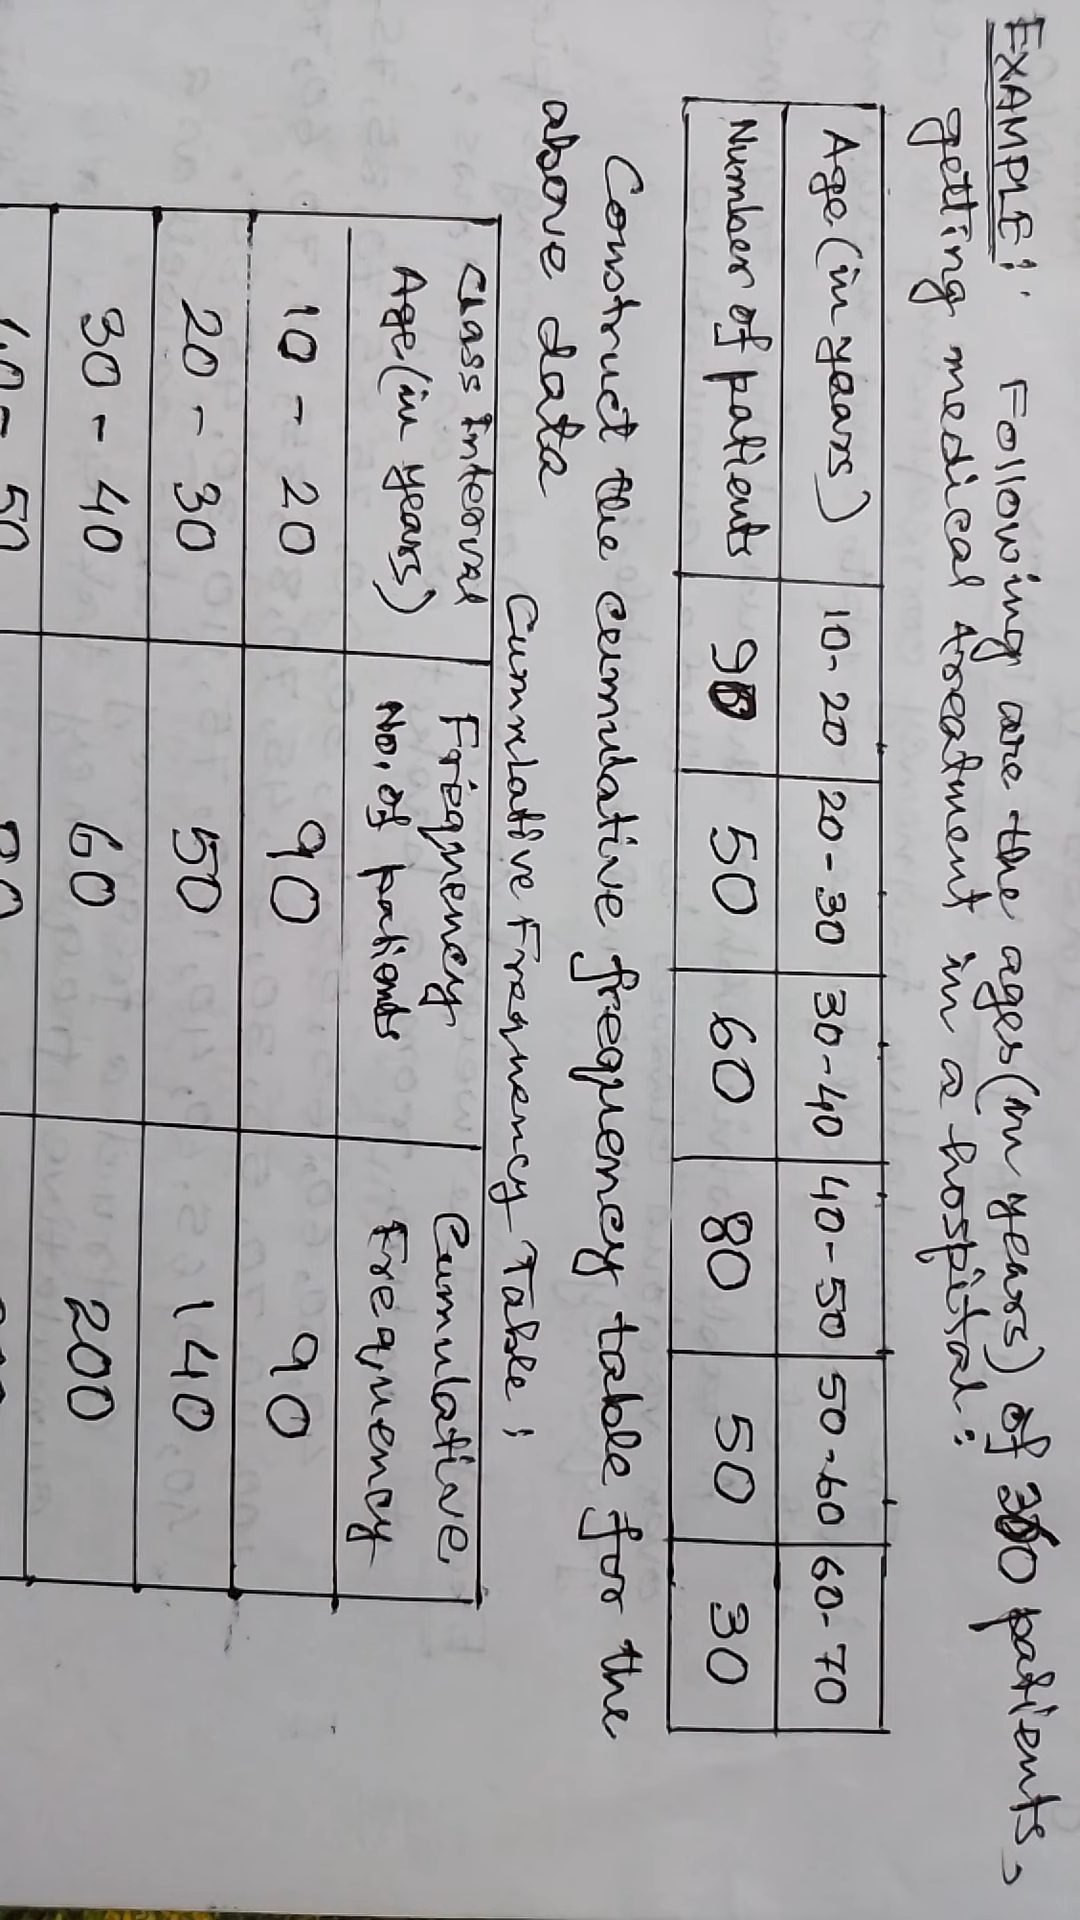 EXAMPLE: Following are the ages (in years) of 360 patients,
getting medical treatment in a hospital:
Age (in years) 10-20 20-30 30-40 40-50 50-60 60-70
Number of patients 90 50 60 80 50 30
Construct the cumulative frequency table for the
above data
Cumulative Frequency Table:
Class interval Frequency Cumulative
Age (in years) No. of patients Frequency
10-20 90 90
20-30 50 140
30-40 60 200
40-50